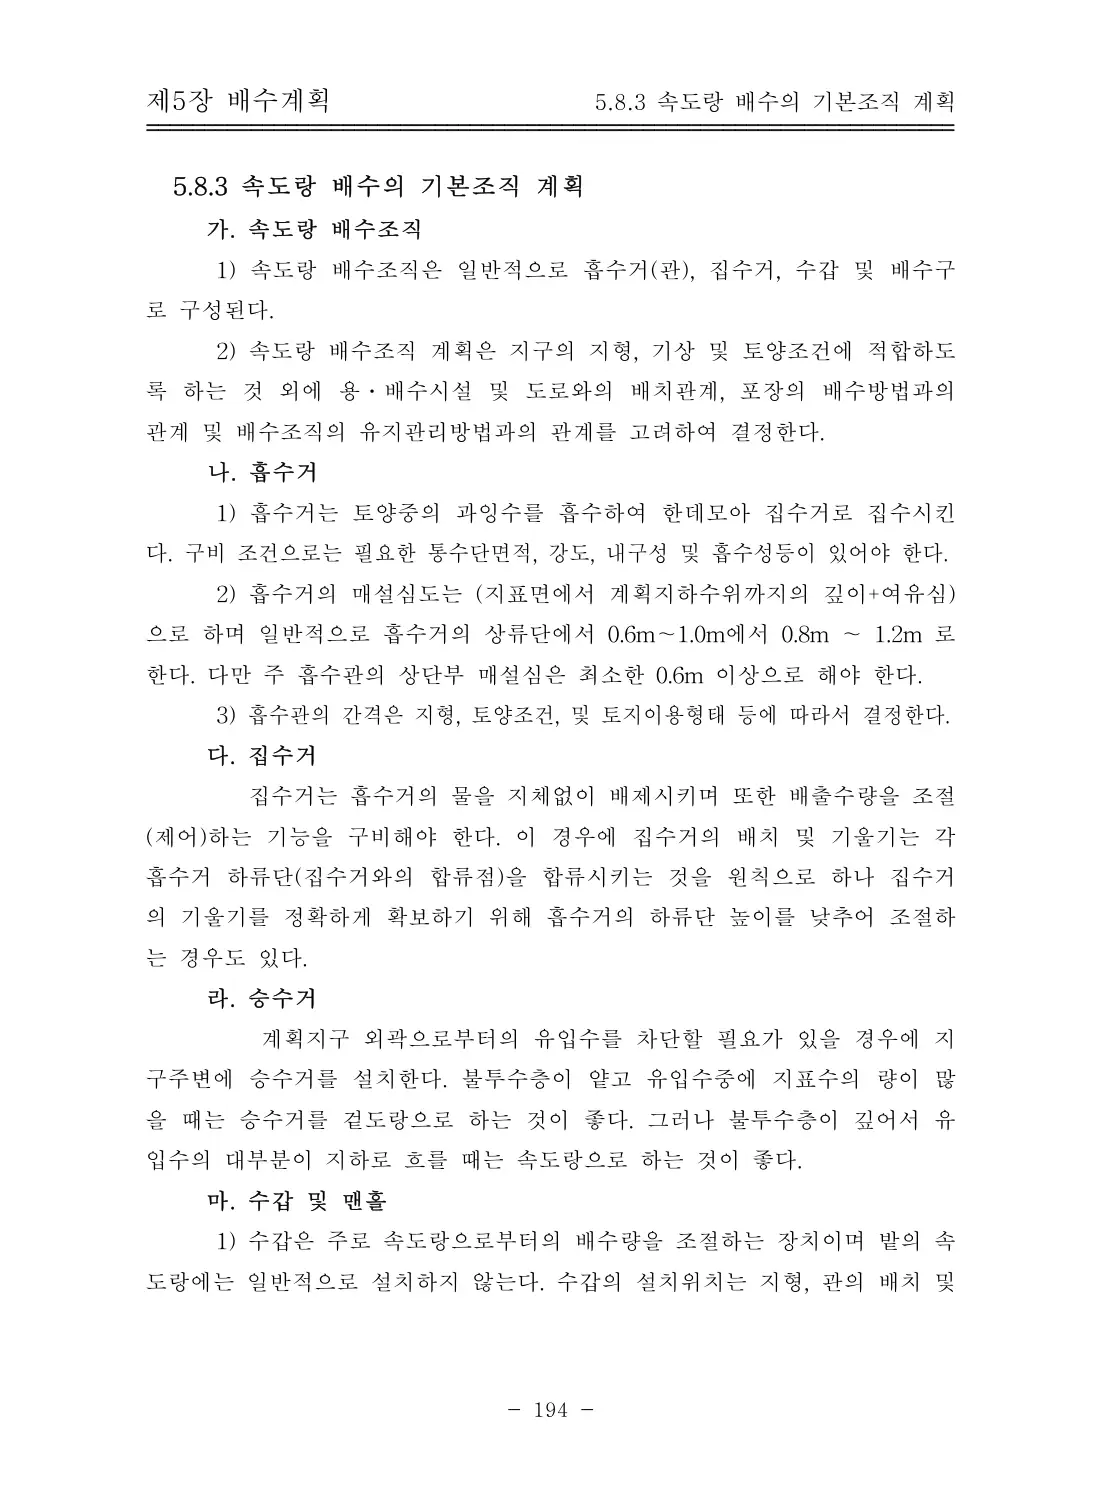 제5장 배수계획
5.8.3 속도랑 배수의 기본조직 계획
5.8.3 속도랑 배수의 기본조직 계획
가. 속도랑 배수조직
1) 속도랑 배수조직은 일반적으로 흡수거(관), 집수거, 수갑 및 배수구
로 구성된다.
2) 속도랑 배수조직 계획은 지구의 지형, 기상 및 토양조건에 적합하도
록 하는 것 외에 용·배수시설 및 도로와의 배치관계, 포장의 배수방법과의
관계 및 배수조직의 유지관리방법과의 관계를 고려하여 결정한다.
나. 흡수거
1) 흡수거는 토양중의 과잉수를 흡수하여 한데모아 집수거로 집수시킨
다. 구비 조건으로는 필요한 통수단면적, 강도, 내구성 및 흡수성등이 있어야 한다.
2) 흡수거의 매설심도는 (지표면에서 계획지하수위까지의 깊이+여유심)
으로 하며 일반적으로 흡수거의 상류단에서 0.6m~1.0m에서 0.8m ~ 1.2m 로
한다. 다만 주 흡수관의 상단부 매설심은 최소한 0.6m 이상으로 해야 한다.
3) 흡수관의 간격은 지형, 토양조건, 및 토지이용형태 등에 따라서 결정한다.
다. 집수거
집수거는 흡수거의 물을 지체없이 배제시키며 또한 배출수량을 조절
(제어)하는 기능을 구비해야 한다. 이 경우에 집수거의 배치 및 기울기는 각
흡수거 하류단(집수거와의 합류점)을 합류시키는 것을 원칙으로 하나 집수거
의 기울기를 정확하게 확보하기 위해 흡수거의 하류단 높이를 낮추어 조절하
는 경우도 있다.
라. 승수거
계획지구 외곽으로부터의 유입수를 차단할 필요가 있을 경우에 지
구주변에 승수거를 설치한다. 불투수층이 얕고 유입수중에 지표수의 량이 많
을 때는 승수거를 겉도랑으로 하는 것이 좋다. 그러나 불투수층이 깊어서 유
입수의 대부분이 지하로 흐를 때는 속도랑으로 하는 것이 좋다.
마. 수갑 및 맨홀
1) 수갑은 주로 속도랑으로부터의 배수량을 조절하는 장치이며 밭의 속
도랑에는 일반적으로 설치하지 않는다. 수갑의 설치위치는 지형, 관의 배치 및
- 194 -